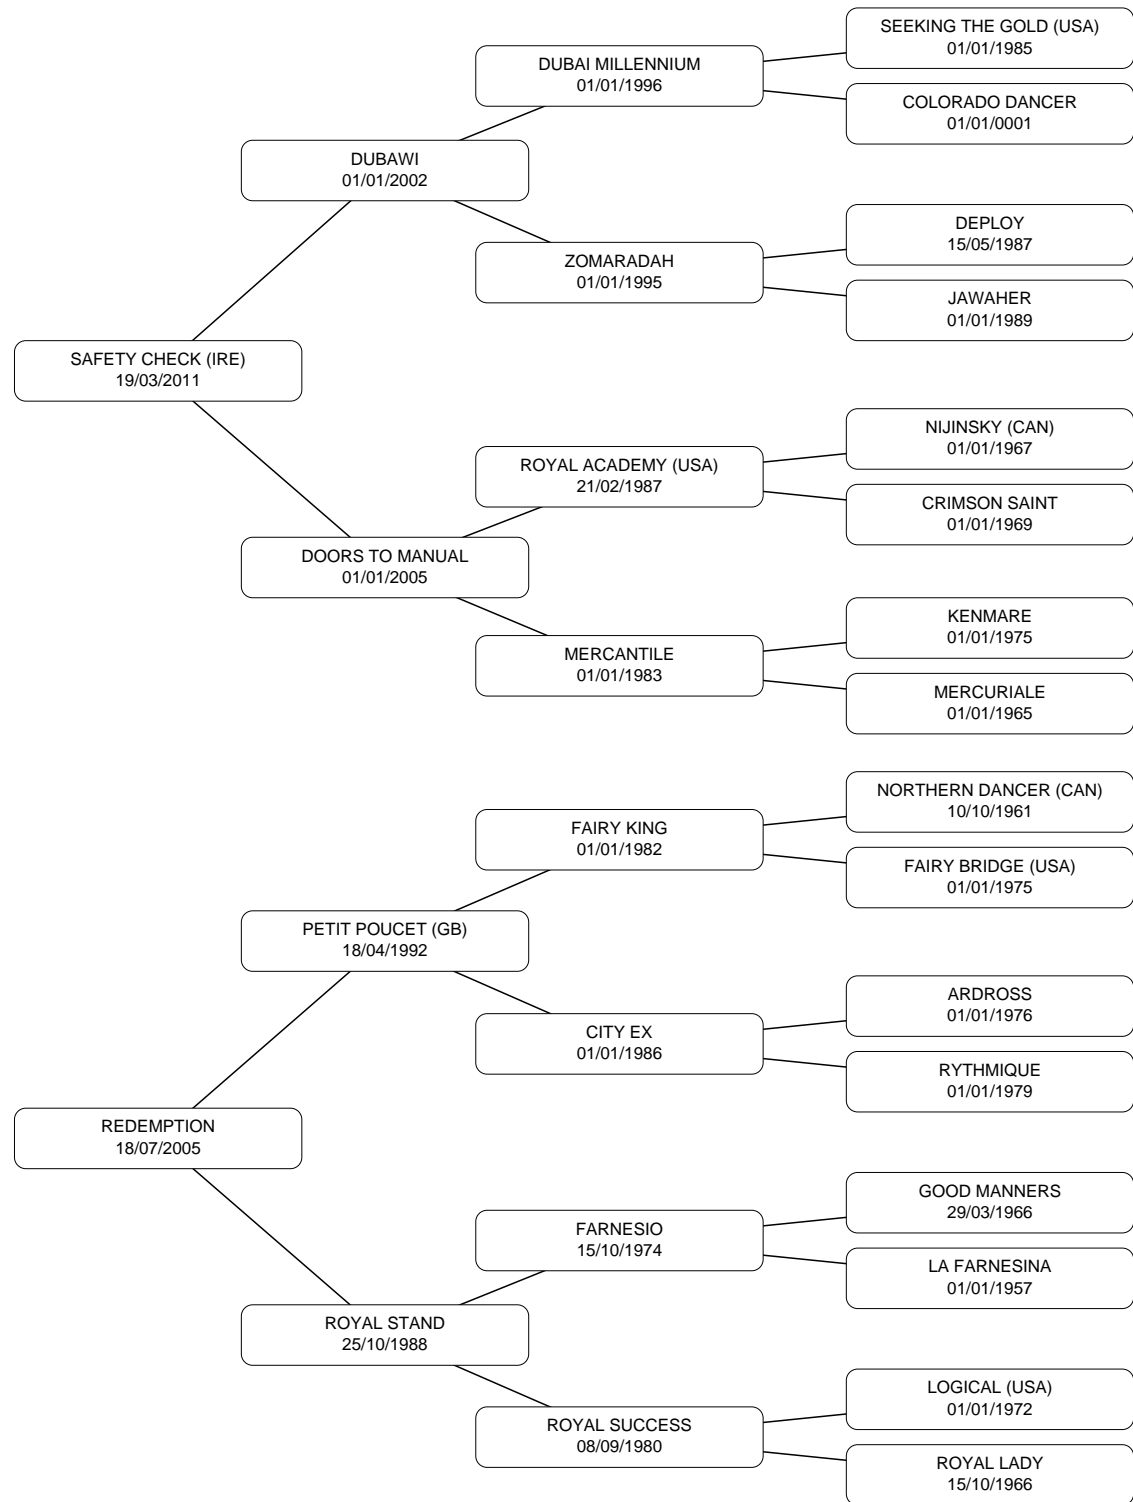 SEEKING THE GOLD (USA)
01/01/1985
DUBAI MILLENNIUM
01/01/1996
COLORADO DANCER
01/01/0001
DUBAWI
01/01/2002
DEPLOY
15/05/1987
ZOMARADAH
01/01/1995
JAWAHER
01/01/1989
SAFETY CHECK (IRE)
19/03/2011
NIJINSKY (CAN)
01/01/1967
ROYAL ACADEMY (USA)
21/02/1987
CRIMSON SAINT
01/01/1969
DOORS TO MANUAL
01/01/2005
KENMARE
01/01/1975
MERCANTILE
01/01/1983
MERCURIALE
01/01/1965
NORTHERN DANCER (CAN)
10/10/1961
FAIRY KING
01/01/1982
FAIRY BRIDGE (USA)
01/01/1975
PETIT POUCET (GB)
18/04/1992
ARDROSS
01/01/1976
CITY EX
01/01/1986
RYTHMIQUE
01/01/1979
REDEMPTION
18/07/2005
GOOD MANNERS
29/03/1966
FARNESIO
15/10/1974
LA FARNESINA
01/01/1957
ROYAL STAND
25/10/1988
LOGICAL (USA)
01/01/1972
ROYAL SUCCESS
08/09/1980
ROYAL LADY
15/10/1966